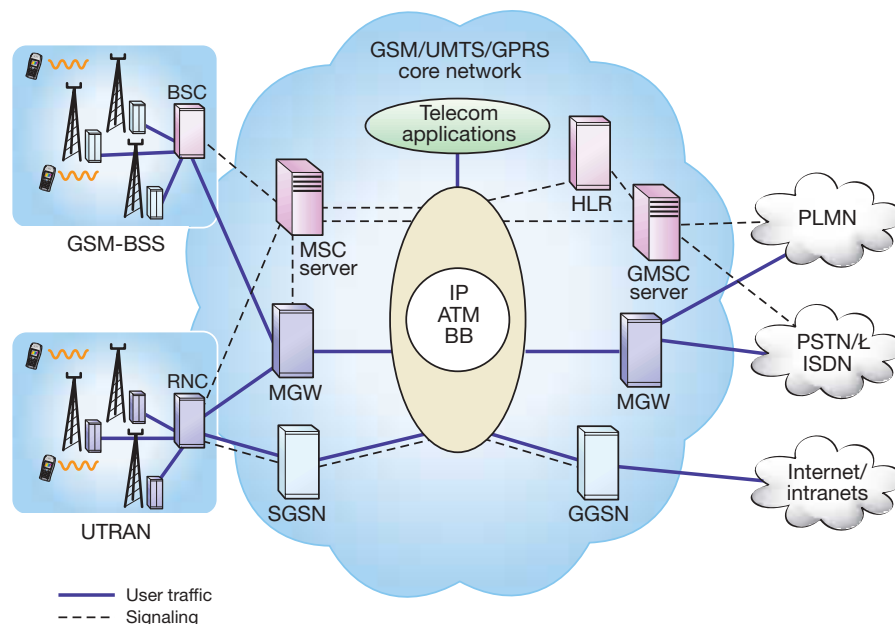 GSM/UMTS/GPRS
core network
Telecom
applications
BSC
GSM-BSS
MSC
server
HLR
GMSC
server
PLMN
IP
ATM
BB
MGW
MGW
PSTN/Ł
ISDN
RNC
UTRAN
SGSN
GGSN
Internet/
intranets
User traffic
Signaling